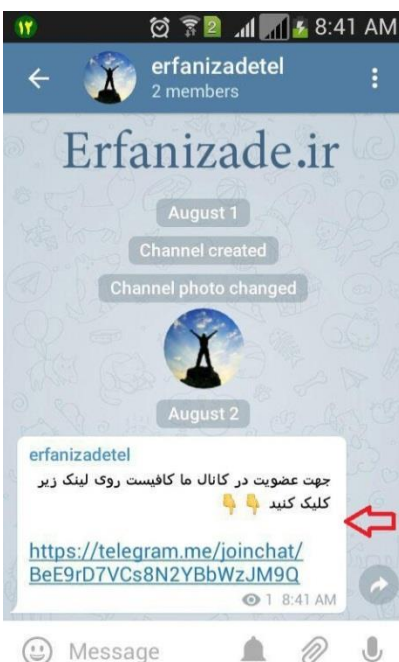 ۱۲
2
8:41 AM
erfanizadetel
2 members
Erfanizade.ir
August 1
Channel created
Channel photo changed
August 2
erfanizadetel
جهت عضویت در کانال ما کافیست روی لینک زیر
کلیک کنید 👇 👇
https://telegram.me/joinchat/
BeE9rD7VCs8N2YBbWzJM9Q
1 8:41 AM
Message